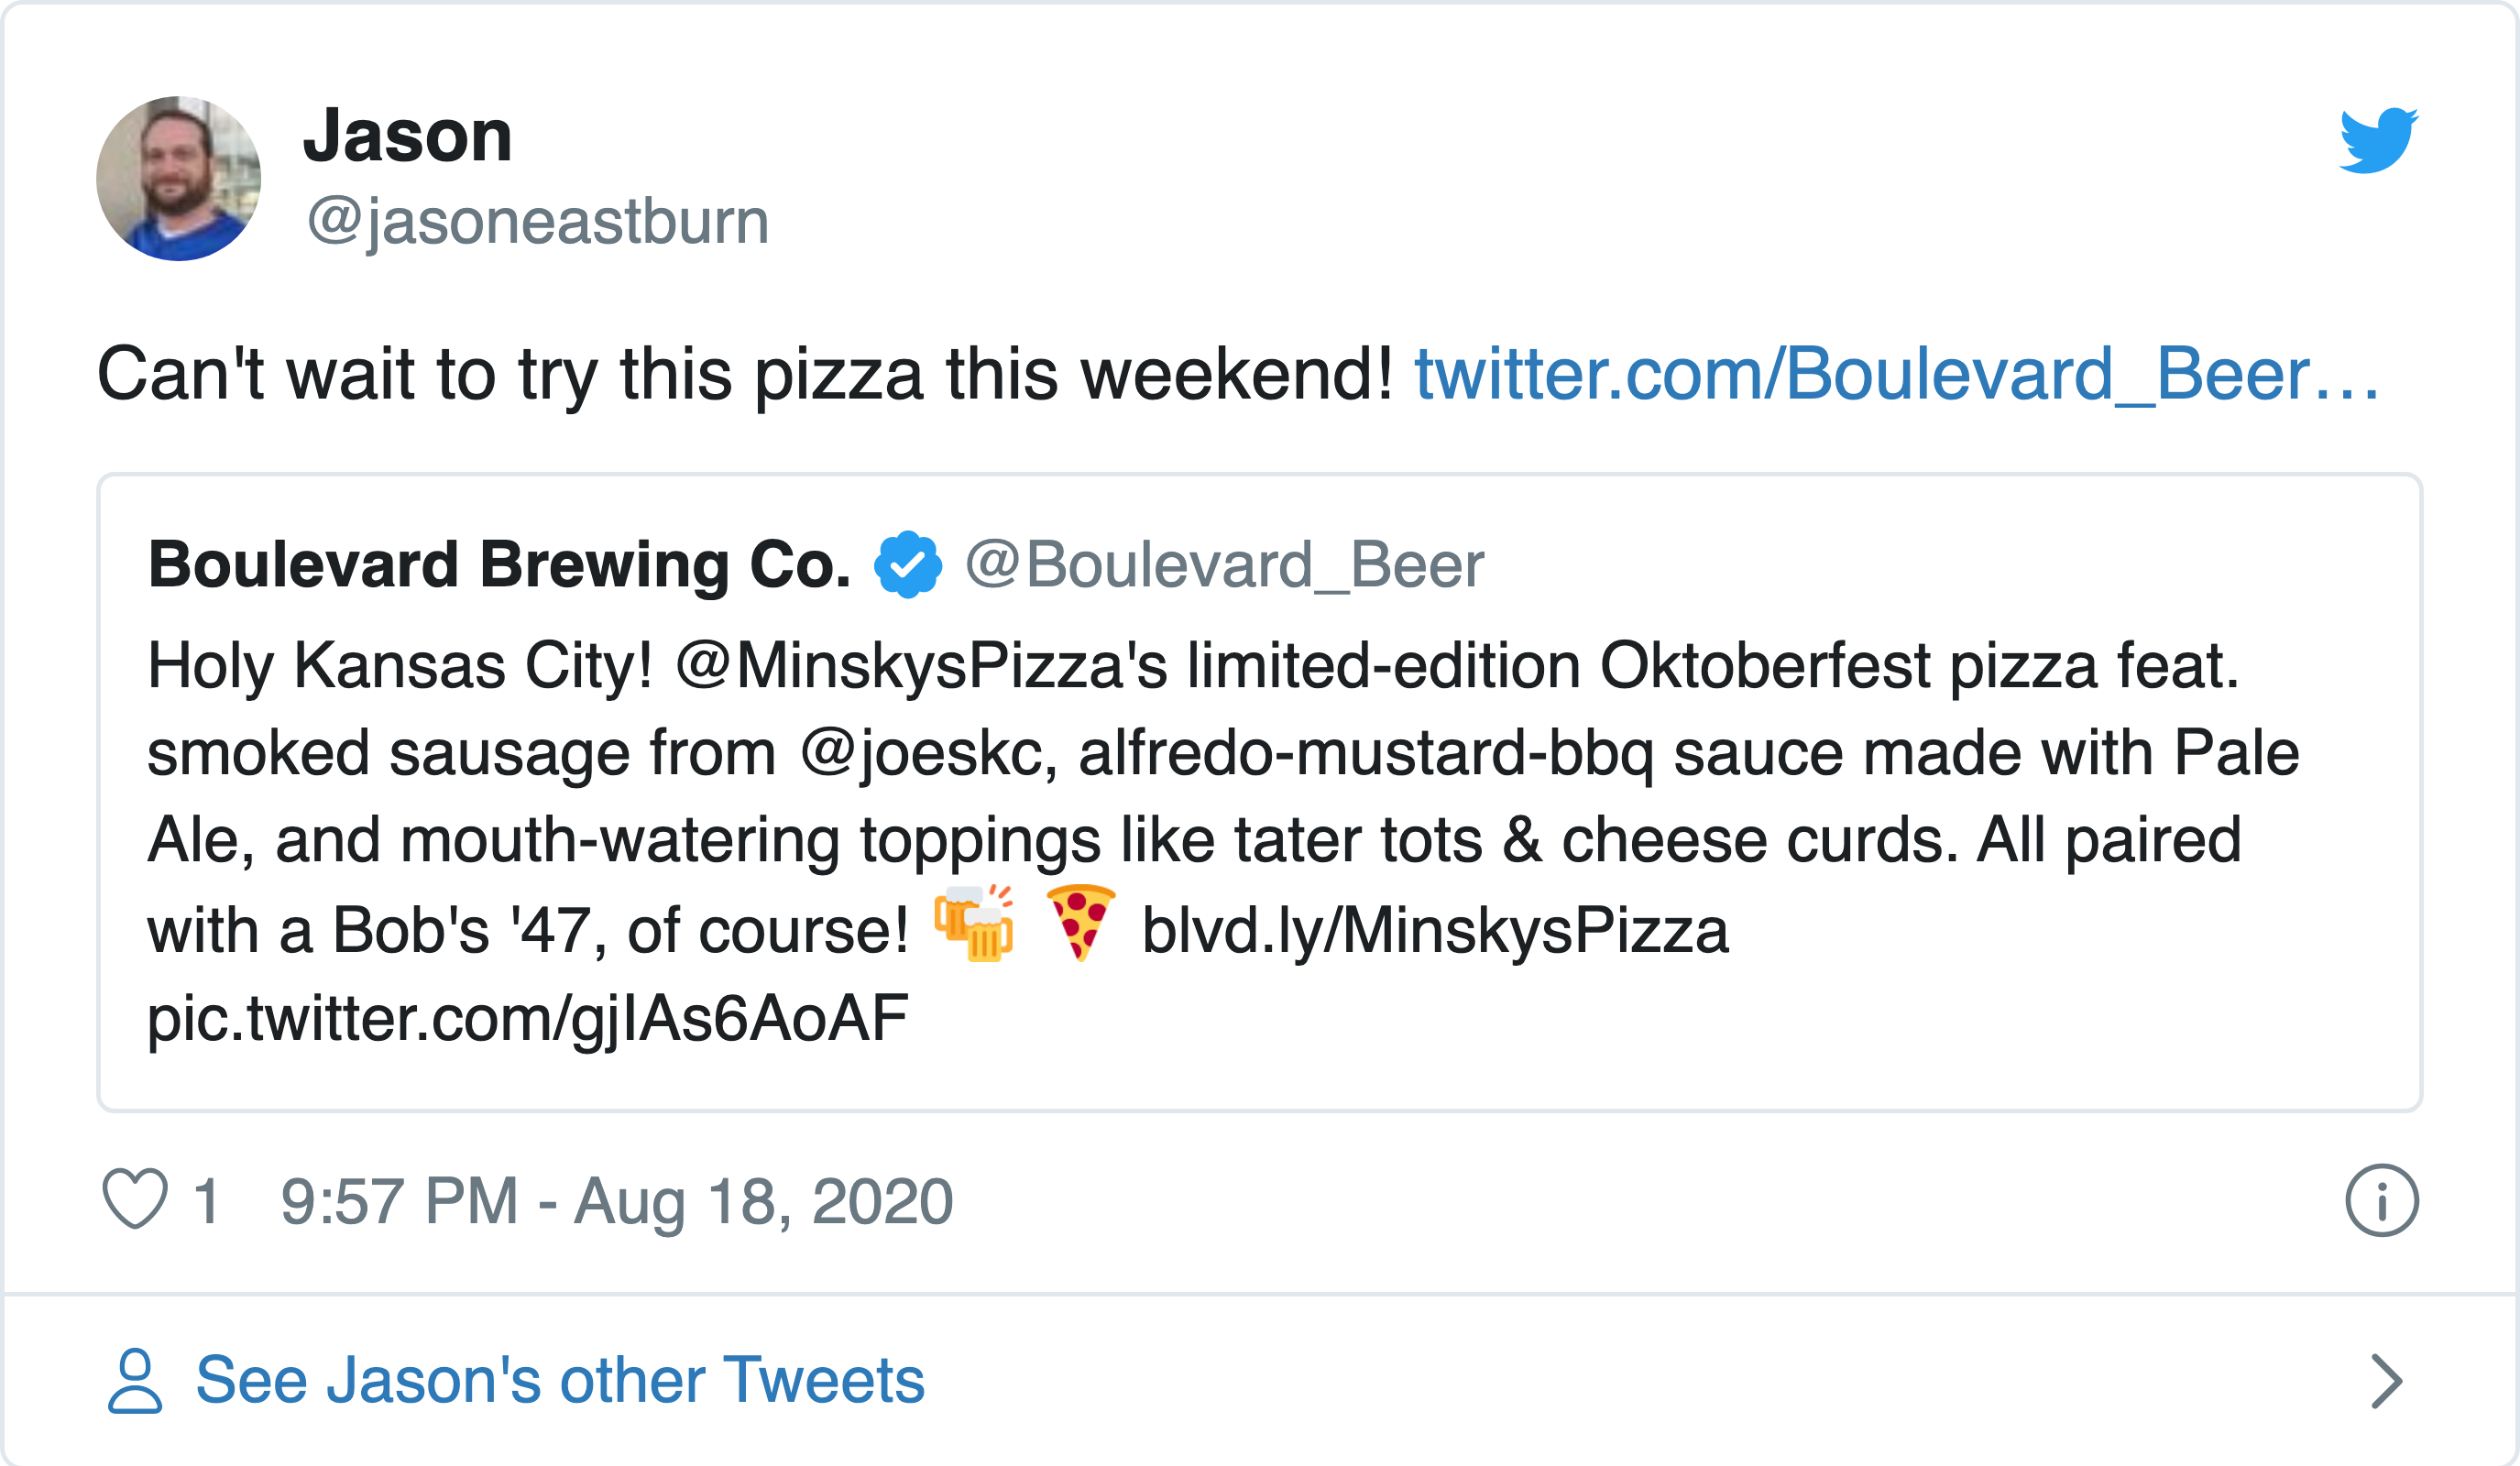 Jason
@jasoneastburn
Can't wait to try this pizza this weekend! twitter.com/Boulevard_Beer…
Boulevard Brewing Co. @Boulevard_Beer
Holy Kansas City! @MinskysPizza's limited-edition Oktoberfest pizza feat.
smoked sausage from @joeskc, alfredo-mustard-bbq sauce made with Pale
Ale, and mouth-watering toppings like tater tots & cheese curds. All paired
with a Bob's '47, of course! 🍻 🍕 blvd.ly/MinskysPizza
pic.twitter.com/gjIAs6AoAF
1 9:57 PM - Aug 18, 2020
See Jason's other Tweets